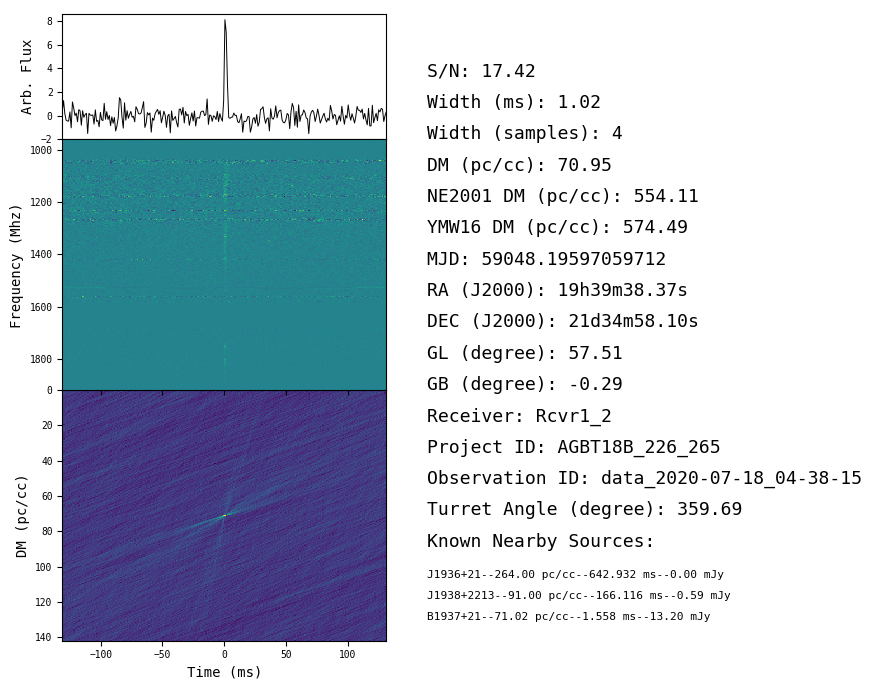 8
6
4
2
0
−2
Arb. Flux
1000
1200
1400
1600
1800
Frequency (Mhz)
0
20
40
60
80
100
120
140
DM (pc/cc)
−100
−50
0
50
100
Time (ms)
S/N: 17.42
Width (ms): 1.02
Width (samples): 4
DM (pc/cc): 70.95
NE2001 DM (pc/cc): 554.11
YMW16 DM (pc/cc): 574.49
MJD: 59048.19597059712
RA (J2000): 19h39m38.37s
DEC (J2000): 21d34m58.10s
GL (degree): 57.51
GB (degree): -0.29
Receiver: Rcvr1_2
Project ID: AGBT18B_226_265
Observation ID: data_2020-07-18_04-38-15
Turret Angle (degree): 359.69
Known Nearby Sources:
J1936+21--264.00 pc/cc--642.932 ms--0.00 mJy
J1938+2213--91.00 pc/cc--166.116 ms--0.59 mJy
B1937+21--71.02 pc/cc--1.558 ms--13.20 mJy